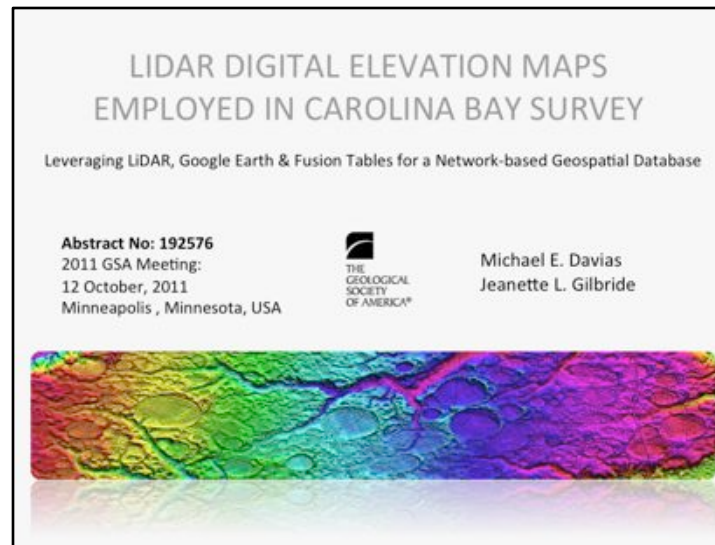 LIDAR DIGITAL ELEVATION MAPS
EMPLOYED IN CAROLINA BAY SURVEY
Leveraging LiDAR, Google Earth & Fusion Tables for a Network-based Geospatial Database
Abstract No: 192576
2011 GSA Meeting:
12 October, 2011
Minneapolis , Minnesota, USA
THE
GEOLOGICAL
SOCIETY
OF AMERICA®
Michael E. Davias
Jeanette L. Gilbride